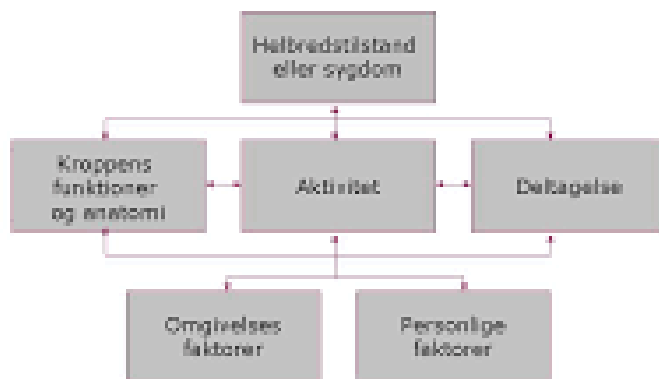 Helbredstilstand
eller sygdom
Kroppens
funktioner
og anatomi
Aktivitet
Deltagelse
Omgivelses
faktorer
Personlige
faktorer